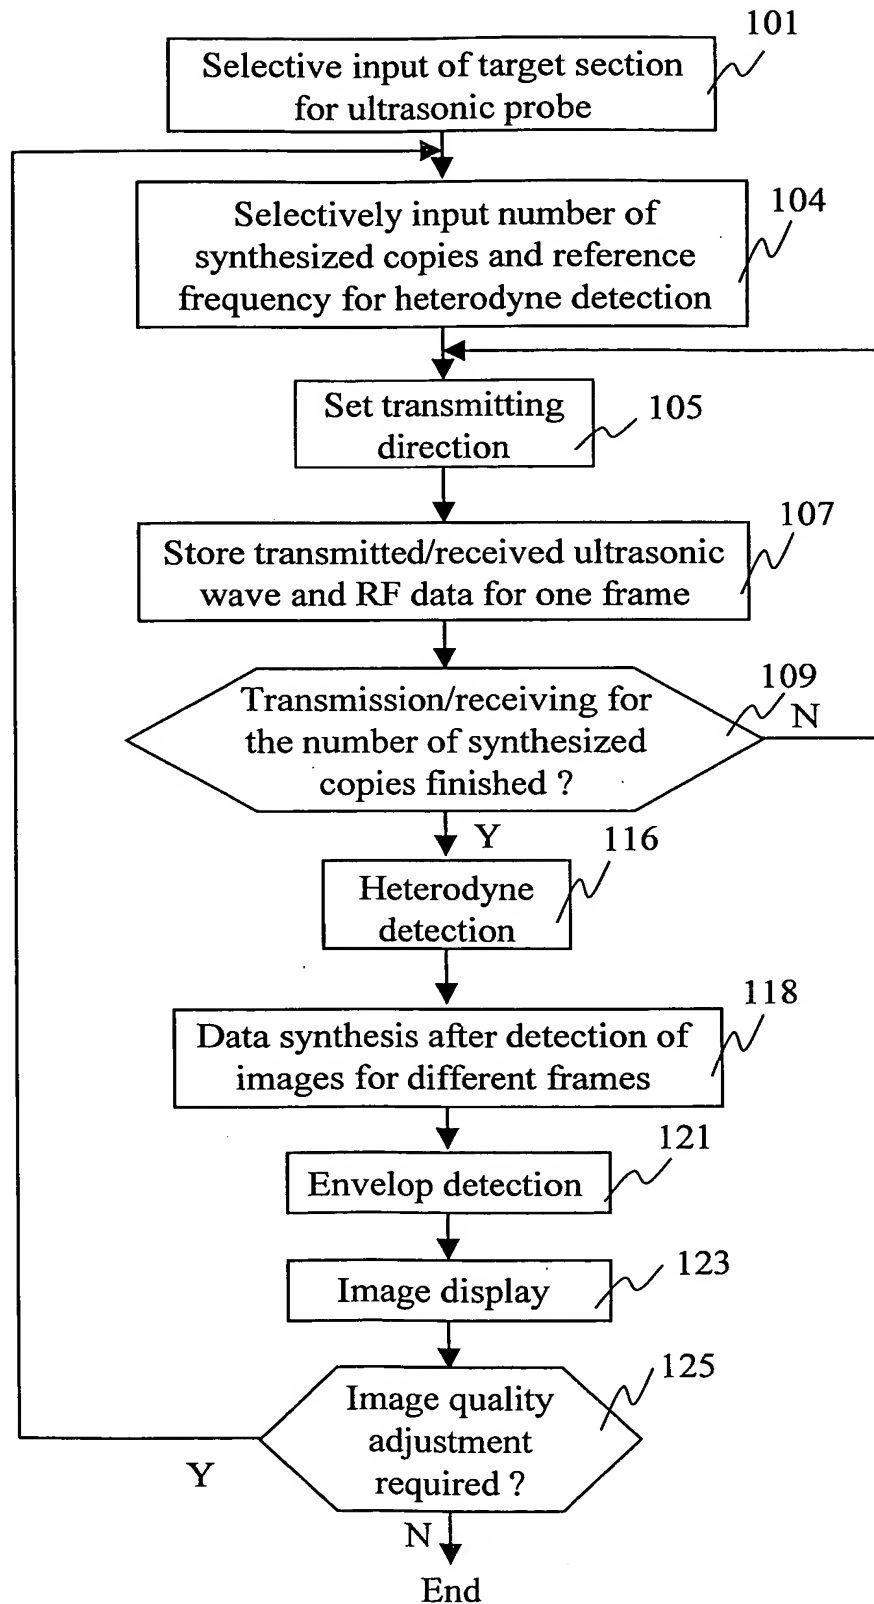 101
Selective input of target section
for ultrasonic probe
104
Selectively input number of
synthesized copies and reference
frequency for heterodyne detection
Set transmitting
direction
105
107
Store transmitted/received ultrasonic
wave and RF data for one frame
109
Transmission/receiving for
the number of synthesized
copies finished ?
N
Y
116
Heterodyne
detection
118
Data synthesis after detection of
images for different frames
121
Envelop detection
123
Image display
125
Image quality
adjustment
required ?
Y
N
End